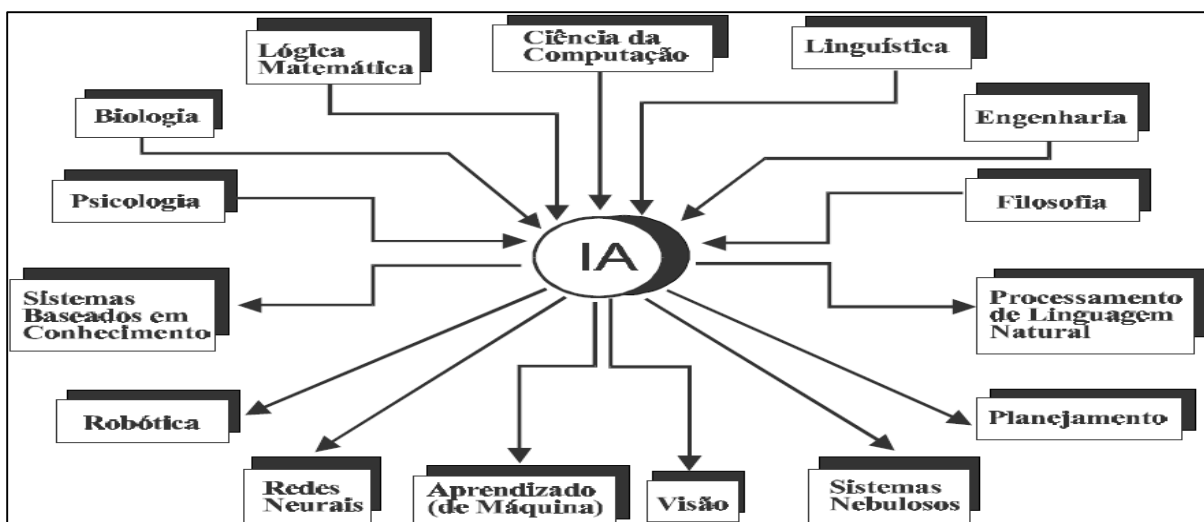 Lógica
Matemática
Ciência da
Computação
Linguística
Biologia
Engenharia
Psicologia
Filosofia
IA
Sistemas
Baseados em
Conhecimento
Processamento
de Linguagem
Natural
Robótica
Planejamento
Redes
Neurais
Aprendizado
(de Máquina)
Visão
Sistemas
Nebulosos